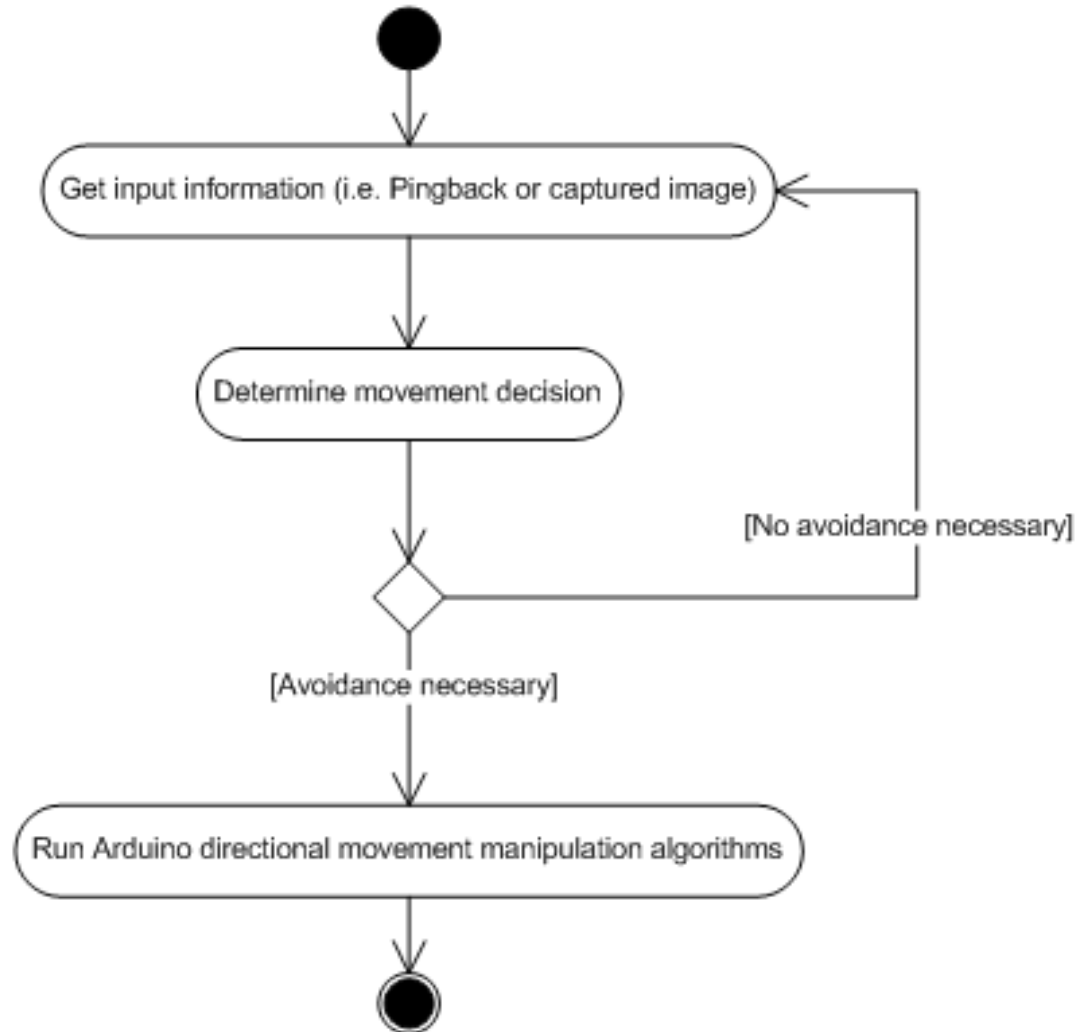 Get input information (i.e. Pingback or captured image)
Determine movement decision
[No avoidance necessary]
[Avoidance necessary]
Run Arduino directional movement manipulation algorithms